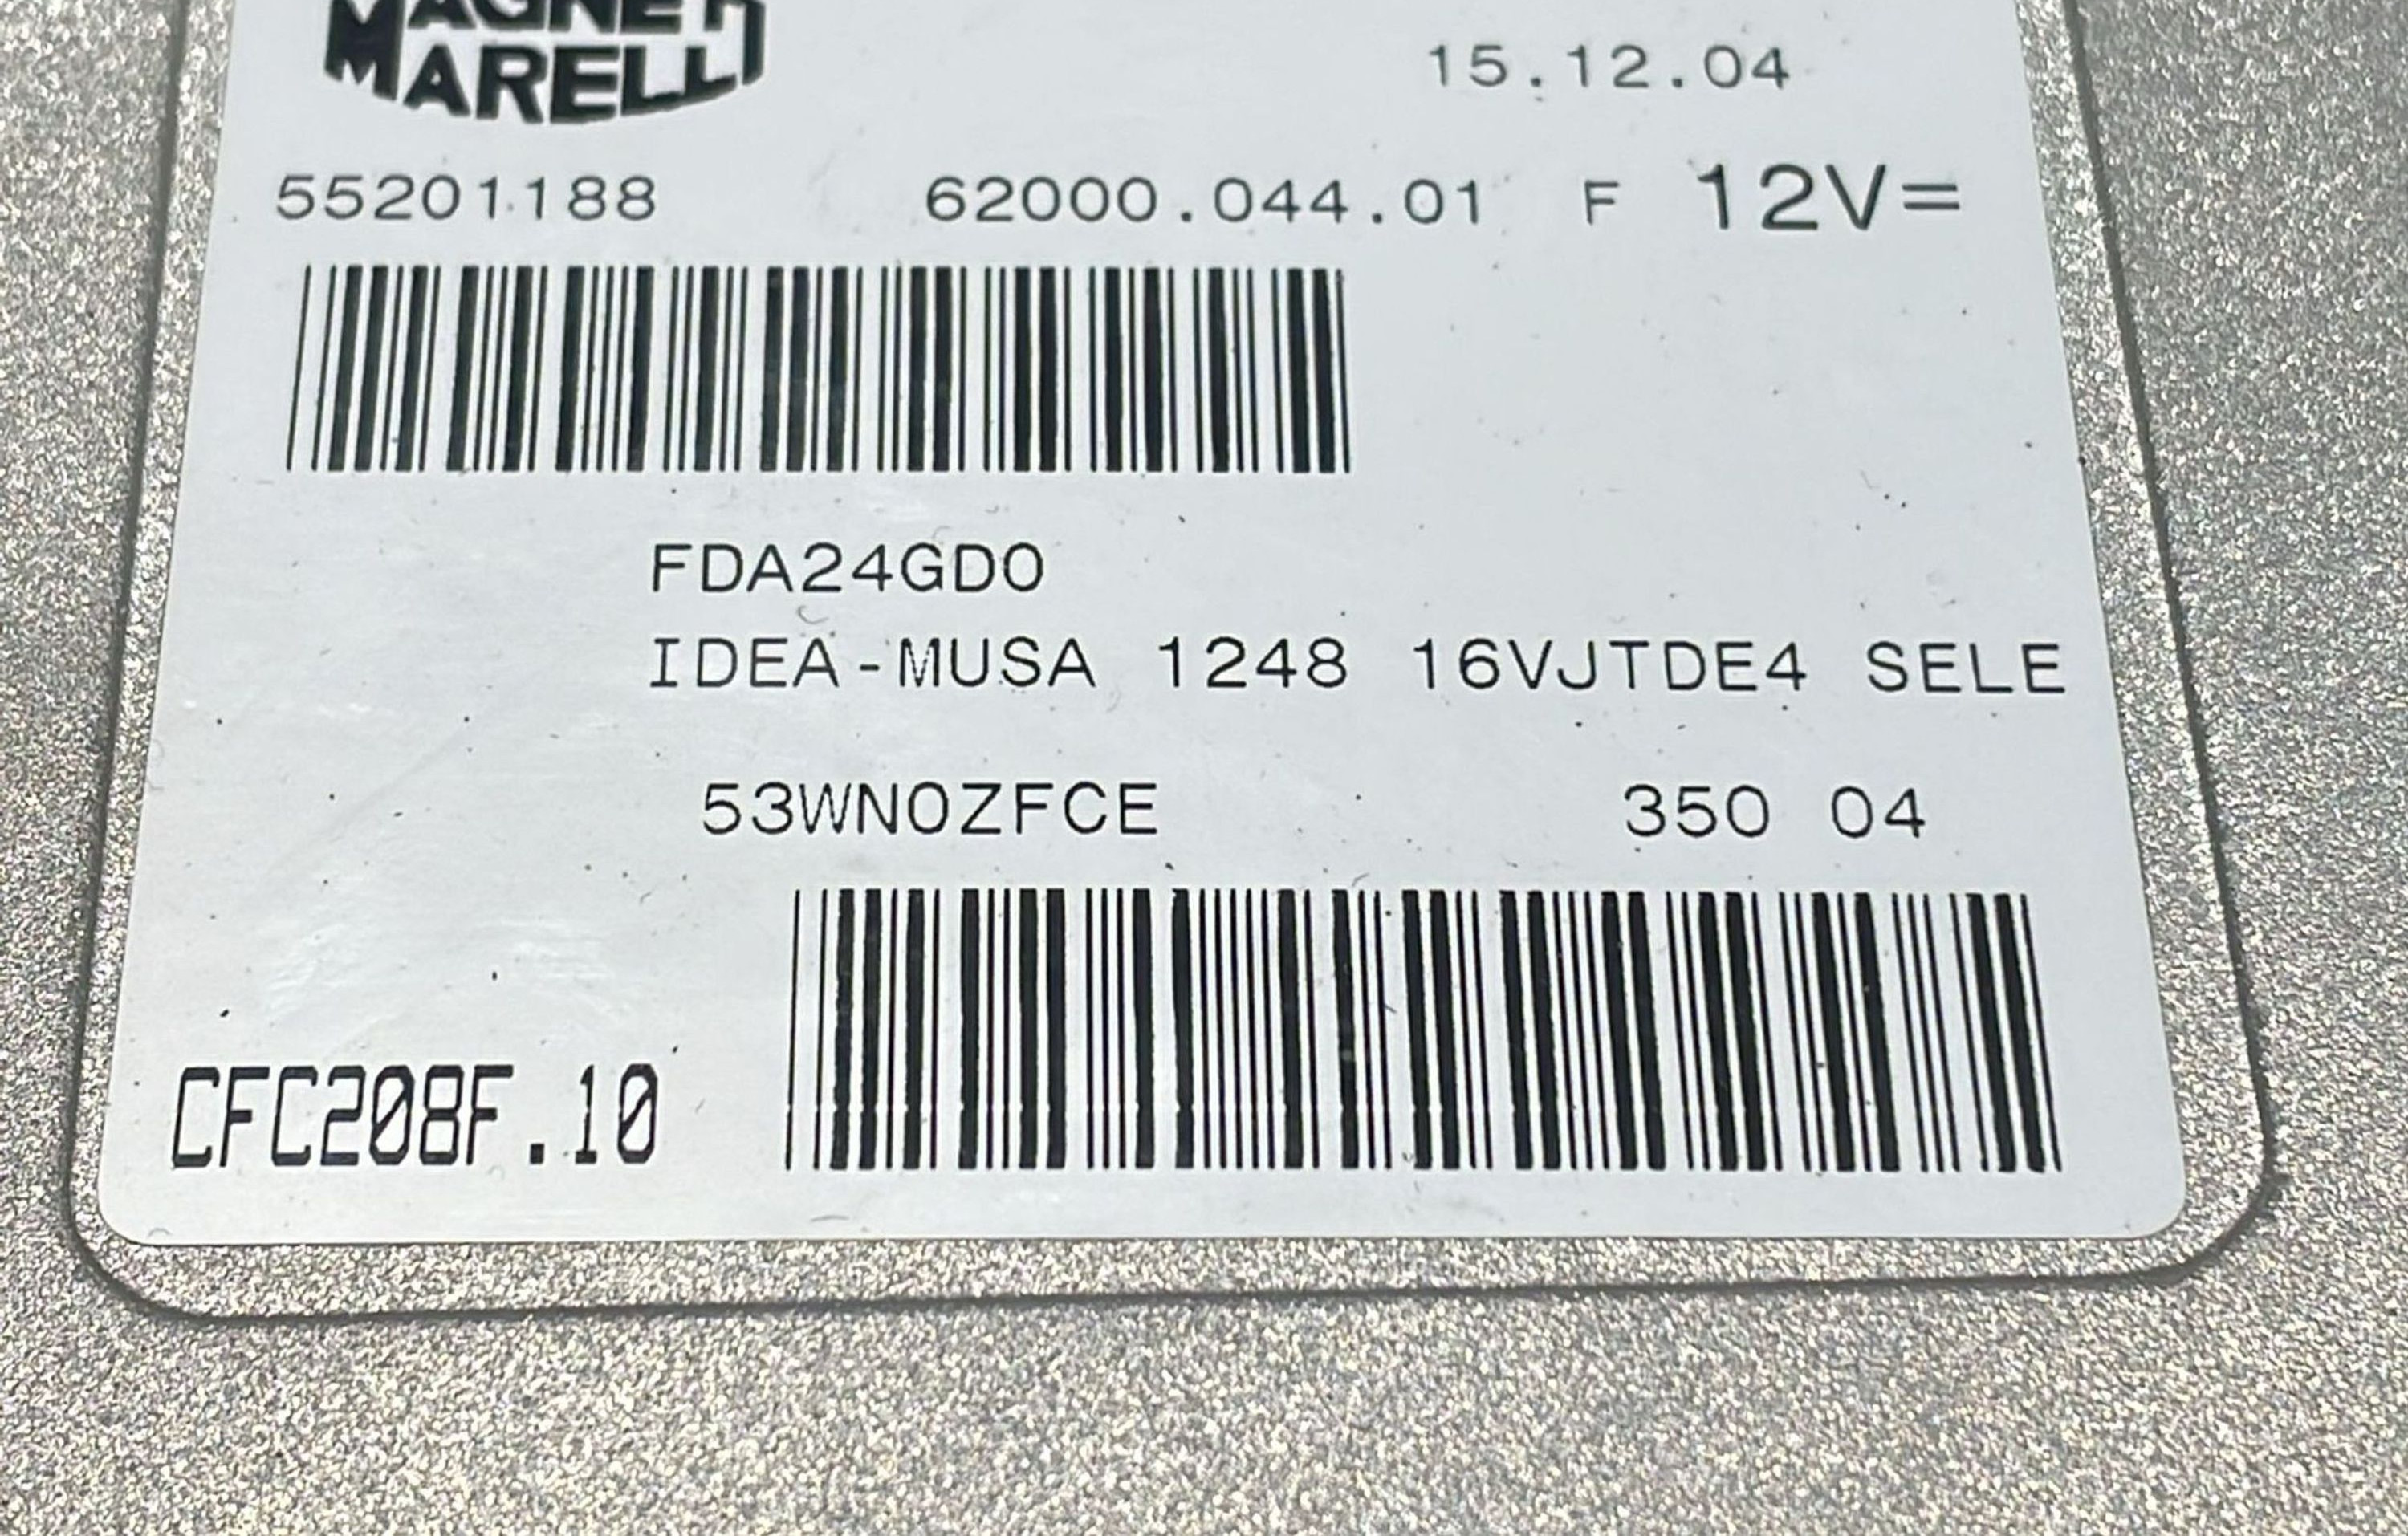 MAGNETI
MARELLI
15.12.04
55201188 62000.044.01 F 12V=
FDA24GD0
IDEA-MUSA 1248 16VJTDE4 SELE
53WN0ZFCE 350 04
CFC208F.10